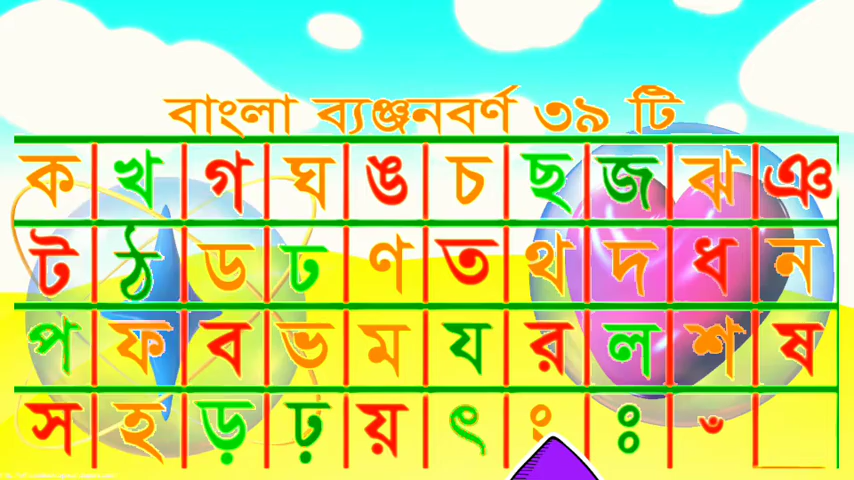 বাংলা ব্যঞ্জনবর্ণ ৩৯ টি
ক খ গ ঘ ঙ চ ছ জ ঝ ঞ
ট ঠ ড ঢ ণ ত থ দ ধ ন
প ফ ব ভ ম য র ল শ ষ
স হ ড় ঢ় য় ৎ ং ঃ ঁ